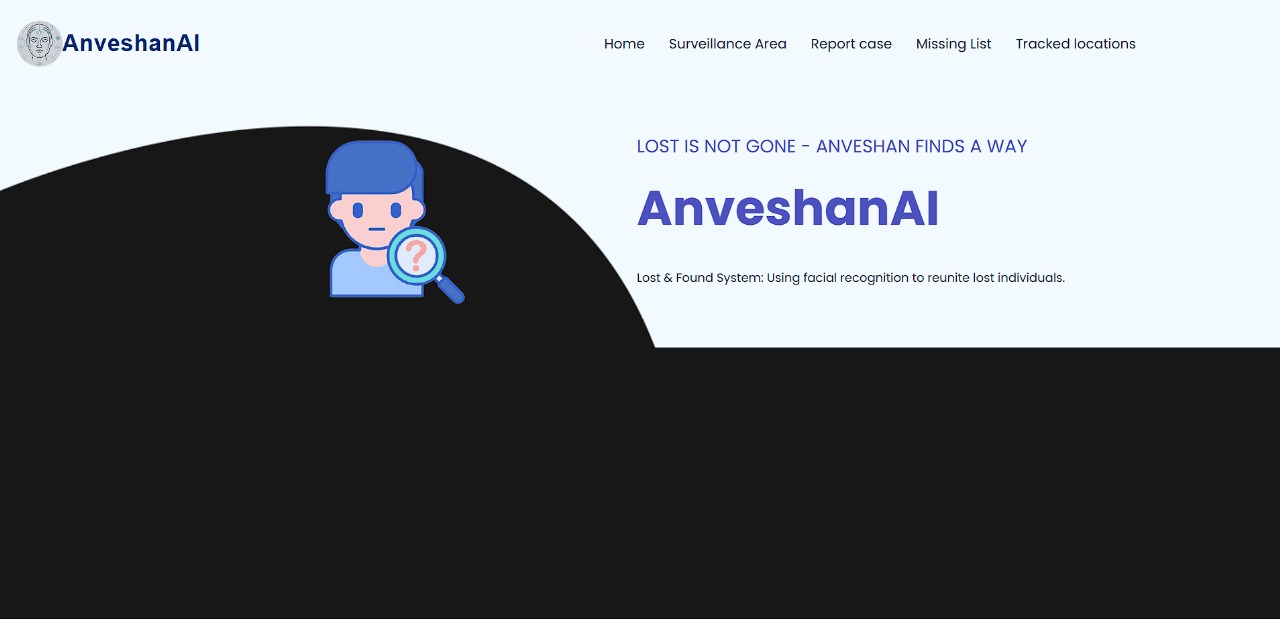 AnveshanAI
Home Surveillance Area Report case Missing List Tracked locations
LOST IS NOT GONE - ANVESHAN FINDS A WAY
AnveshanAI
?
Lost & Found System: Using facial recognition to reunite lost individuals.